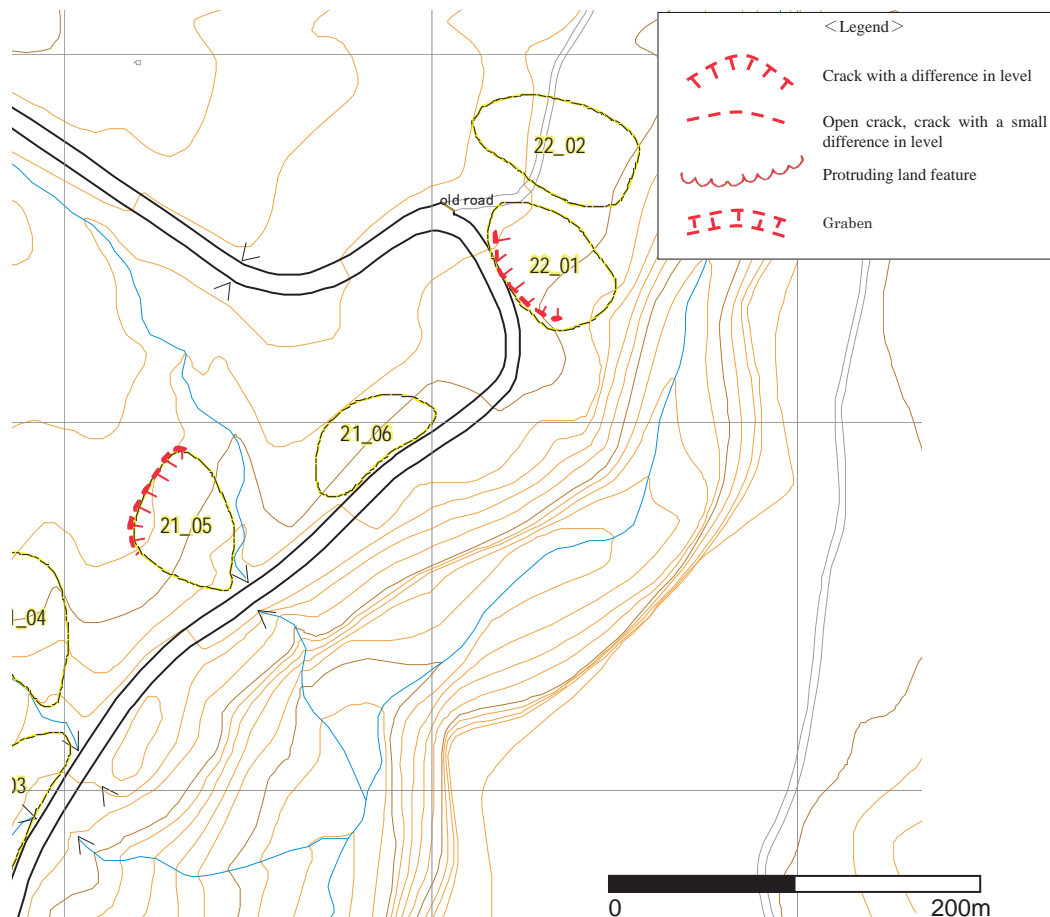 <Legend>
Crack with a difference in level
Open crack, crack with a small
difference in level
Protruding land feature
Graben
22_02
old road
22_01
21_06
21_05
_04
03
0
200m